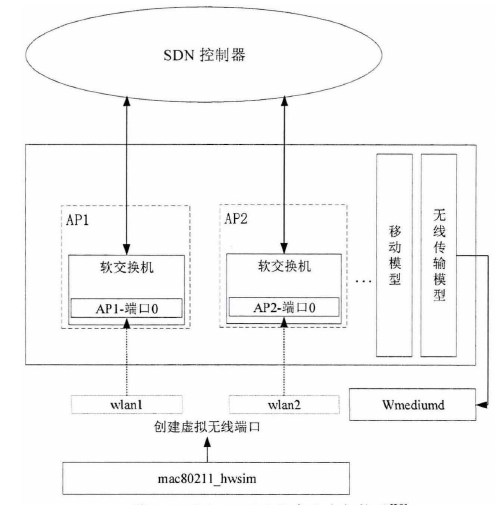 SDN 控制器
AP1
AP2
软交换机
软交换机
AP1-端口0
AP2-端口0
...
移动模型
无线传输模型
wlan1
wlan2
Wmediumd
创建虚拟无线端口
mac80211_hwsim